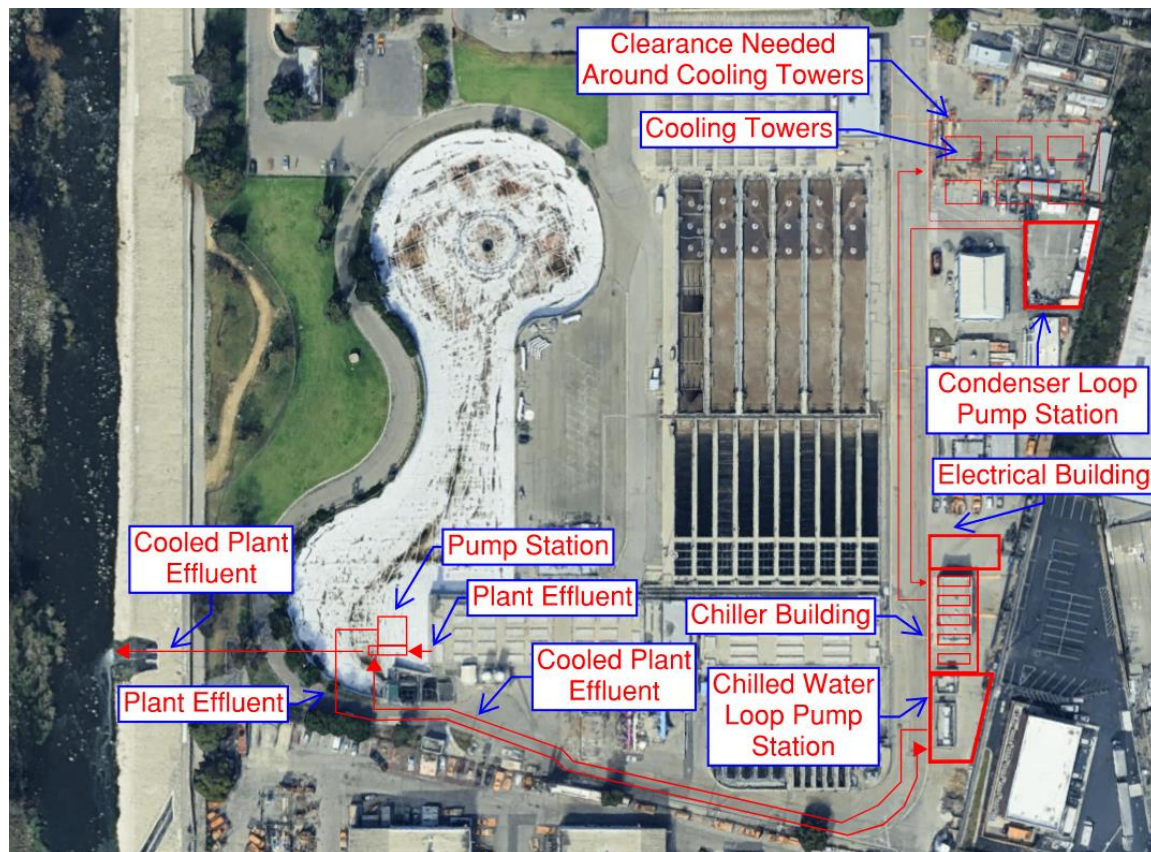 Clearance Needed
Around Cooling Towers
Cooling Towers
Condenser Loop
Pump Station
Electrical Building
Cooled Plant
Effluent
Pump Station
Plant Effluent
Chiller Building
Cooled Plant
Effluent
Plant Effluent
Chilled Water
Loop Pump
Station